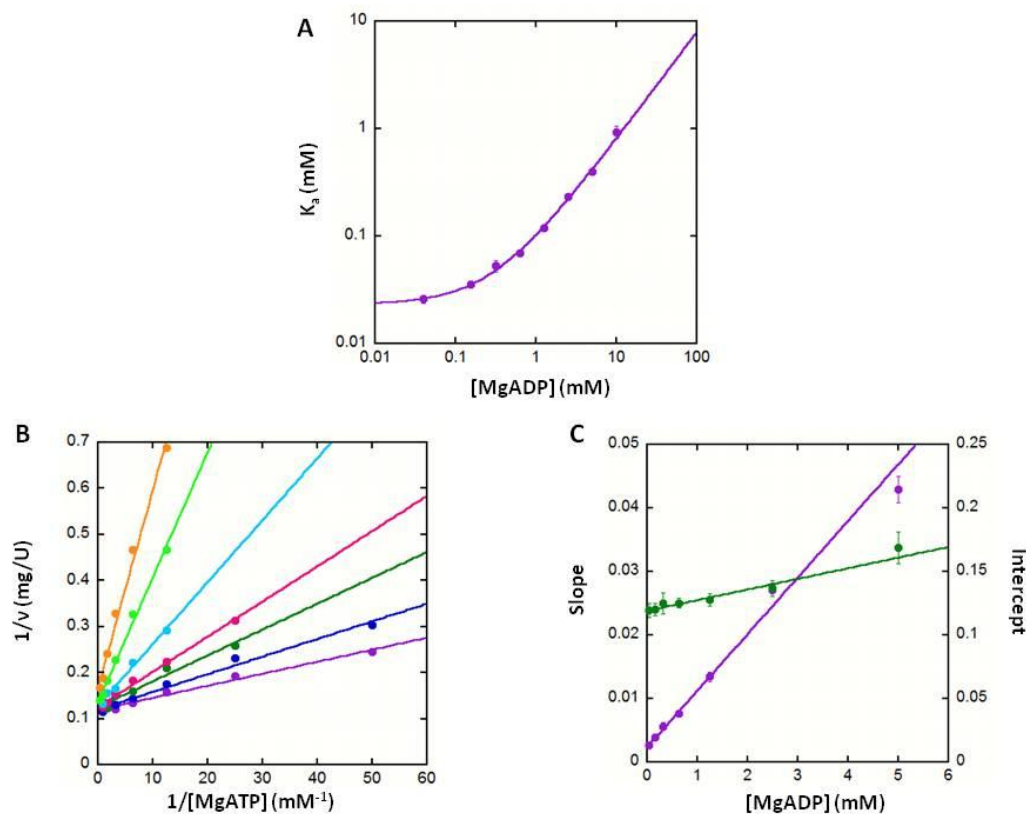 A
10
1
0.1
0.01
K_a (mM)
0.01 0.1 1 10 100
[MgADP] (mM)
B
0.7
0.6
0.5
0.4
0.3
0.2
0.1
0
1/v (mg/U)
0 10 20 30 40 50 60
1/[MgATP] (mM⁻¹)
C
0.05
0.04
0.03
0.02
0.01
0
Slope
0.25
0.2
0.15
0.1
0.05
0
Intercept
0 1 2 3 4 5 6
[MgADP] (mM)